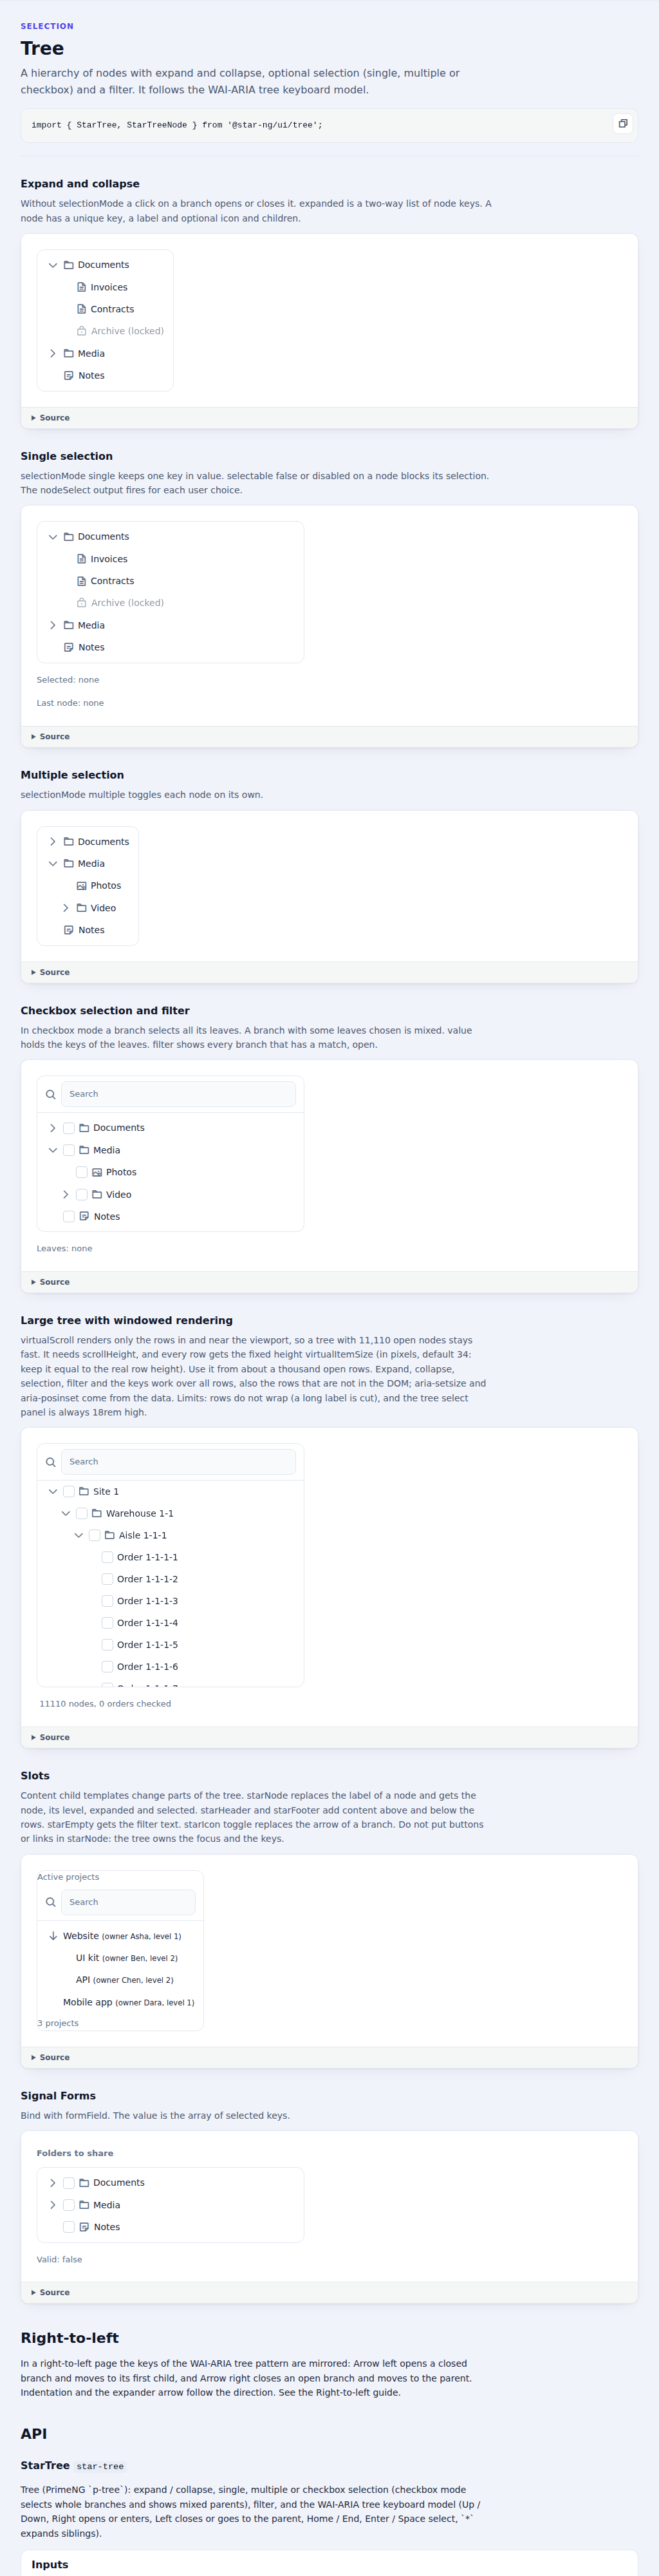 SELECTION
Tree
A hierarchy of nodes with expand and collapse, optional selection (single, multiple or
checkbox) and a filter. It follows the WAI-ARIA tree keyboard model.
import { StarTree, StarTreeNode } from '@star-ng/ui/tree';
Expand and collapse
Without selectionMode a click on a branch opens or closes it. expanded is a two-way list of node keys. A
node has a unique key, a label and optional icon and children.
Documents
Invoices
Contracts
Archive (locked)
Media
Notes
Source
Single selection
selectionMode single keeps one key in value. selectable false or disabled on a node blocks its selection.
The nodeSelect output fires for each user choice.
Documents
Invoices
Contracts
Archive (locked)
Media
Notes
Selected: none
Last node: none
Source
Multiple selection
selectionMode multiple toggles each node on its own.
Documents
Media
Photos
Video
Notes
Source
Checkbox selection and filter
In checkbox mode a branch selects all its leaves. A branch with some leaves chosen is mixed. value
holds the keys of the leaves. filter shows every branch that has a match, open.
Search
Documents
Media
Photos
Video
Notes
Leaves: none
Source
Large tree with windowed rendering
virtualScroll renders only the rows in and near the viewport, so a tree with 11,110 open nodes stays
fast. It needs scrollHeight, and every row gets the fixed height virtualItemSize (in pixels, default 34:
keep it equal to the real row height). Use it from about a thousand open rows. Expand, collapse,
selection, filter and the keys work over all rows, also the rows that are not in the DOM; aria-setsize and
aria-posinset come from the data. Limits: rows do not wrap (a long label is cut), and the tree select
panel is always 18rem high.
Search
Site 1
Warehouse 1-1
Aisle 1-1-1
Order 1-1-1-1
Order 1-1-1-2
Order 1-1-1-3
Order 1-1-1-4
Order 1-1-1-5
Order 1-1-1-6
Order 1-1-1-7
11110 nodes, 0 orders checked
Source
Slots
Content child templates change parts of the tree. starNode replaces the label of a node and gets the
node, its level, expanded and selected. starHeader and starFooter add content above and below the
rows. starEmpty gets the filter text. starIcon toggle replaces the arrow of a branch. Do not put buttons
or links in starNode: the tree owns the focus and the keys.
Active projects
Search
Website (owner Asha, level 1)
UI kit (owner Ben, level 2)
API (owner Chen, level 2)
Mobile app (owner Dara, level 1)
3 projects
Source
Signal Forms
Bind with formField. The value is the array of selected keys.
Folders to share
Documents
Media
Notes
Valid: false
Source
Right-to-left
In a right-to-left page the keys of the WAI-ARIA tree pattern are mirrored: Arrow left opens a closed
branch and moves to its first child, and Arrow right closes an open branch and moves to the parent.
Indentation and the expander arrow follow the direction. See the Right-to-left guide.
API
StarTree star-tree
Tree (PrimeNG `p-tree`): expand / collapse, single, multiple or checkbox selection (checkbox mode
selects whole branches and shows mixed parents), filter, and the WAI-ARIA tree keyboard model (Up /
Down, Right opens or enters, Left closes or goes to the parent, Home / End, Enter / Space select, `*`
expands siblings).
Inputs